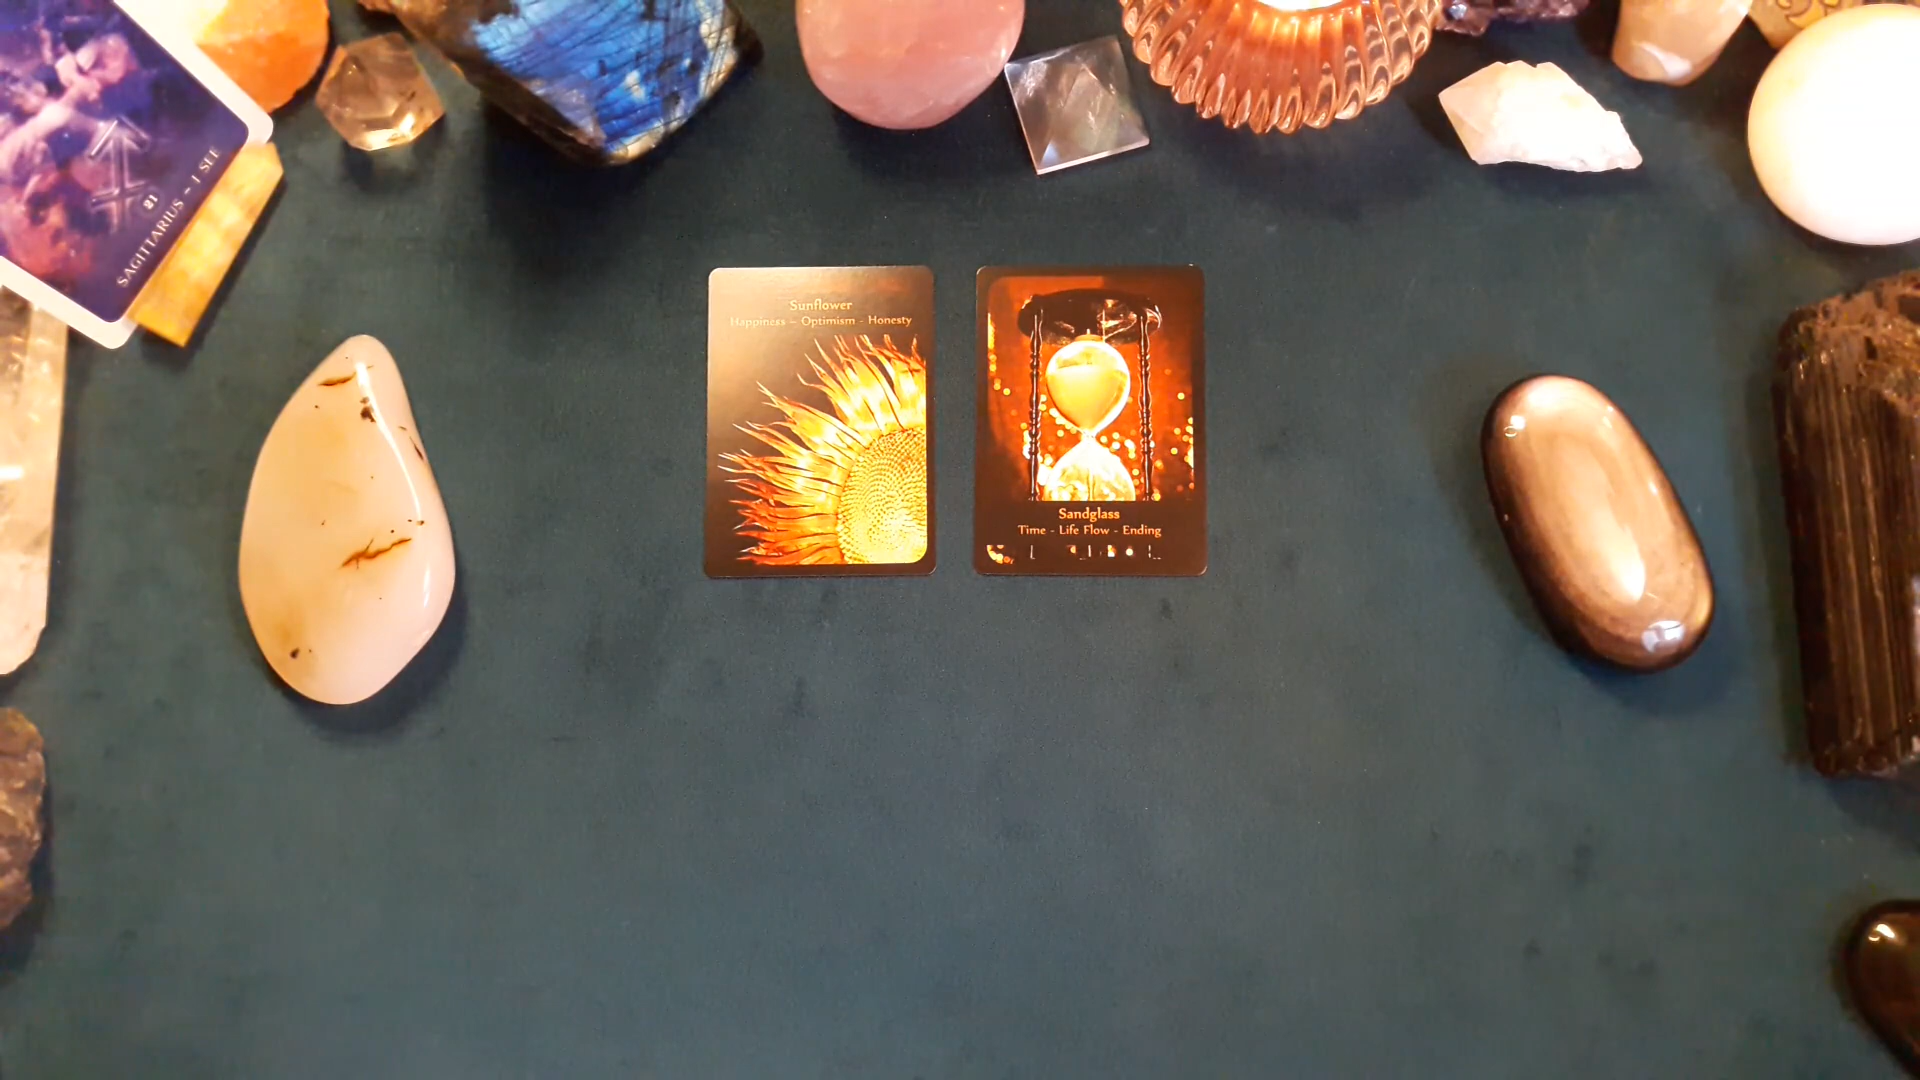 21
SAGITTARIUS - I SEE
Sunflower
Happiness – Optimism - Honesty
Sandglass
Time - Life Flow - Ending